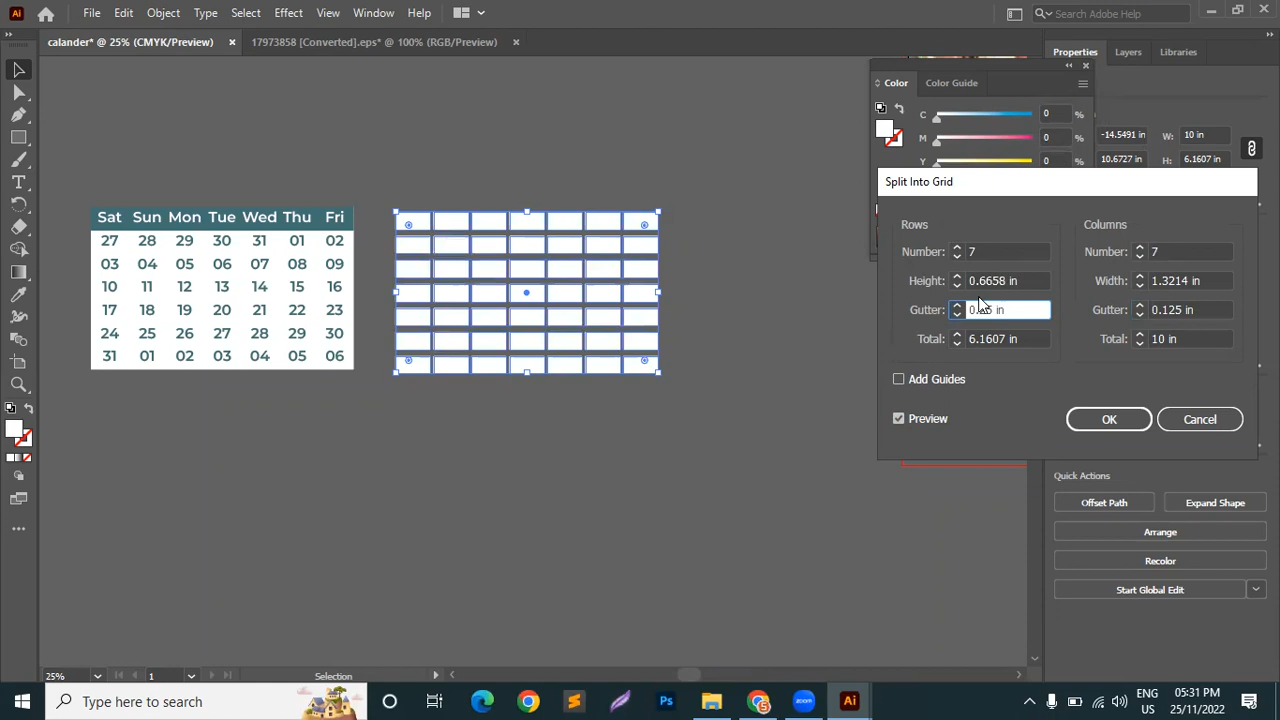 Ai File Edit Object Type Select Effect View Window Help Search Adobe Help
calander* @ 25% (CMYK/Preview) × 17973858 [Converted].eps* @ 100% (RGB/Preview) ×
Properties Layers Libraries
Color Color Guide
C 0 %
M 0 %
Y 0 %
-14.5491 in W: 10 in
10.6727 in H: 6.1607 in
Split Into Grid
Rows Columns
Number: 7 Number: 7
Height: 0.6658 in Width: 1.3214 in
Gutter: in Gutter: 0.125 in
Total: 6.1607 in Total: 10 in
Add Guides
Preview OK Cancel
Sat Sun Mon Tue Wed Thu Fri
27 28 29 30 31 01 02
03 04 05 06 07 08 09
10 11 12 13 14 15 16
17 18 19 20 21 22 23
24 25 26 27 28 29 30
31 01 02 03 04 05 06
Quick Actions
Offset Path Expand Shape
Arrange
Recolor
Start Global Edit
25% 1 Selection
Type here to search Ps zoom Ai
ENG 05:31 PM
US 25/11/2022